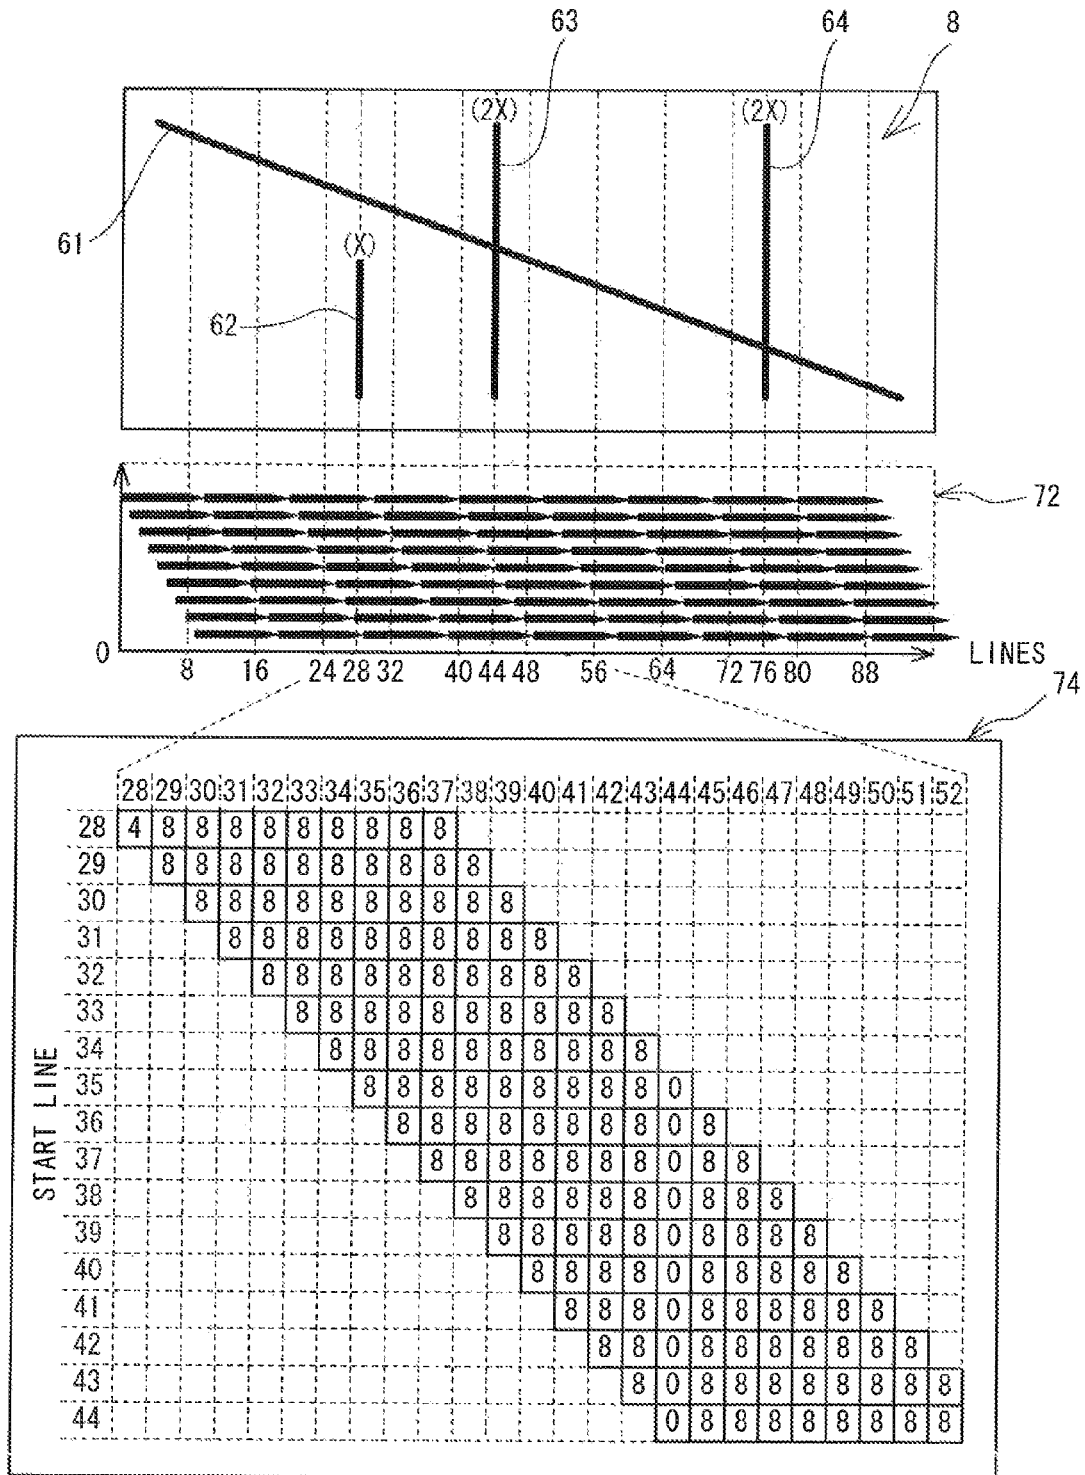 63 64 8
(2X) (2X)
61
(X)
62
72
0
LINES
8 16 24 28 32 40 44 48 56 64 72 76 80 88
74
28 29 30 31 32 33 34 35 36 37 38 39 40 41 42 43 44 45 46 47 48 49 50 51 52
START LINE
28 4 8 8 8 8 8 8 8 8 8
29 8 8 8 8 8 8 8 8 8 8
30 8 8 8 8 8 8 8 8 8 8
31 8 8 8 8 8 8 8 8 8 8
32 8 8 8 8 8 8 8 8 8 8
33 8 8 8 8 8 8 8 8 8 8
34 8 8 8 8 8 8 8 8 8 8
35 8 8 8 8 8 8 8 8 8 0
36 8 8 8 8 8 8 8 8 0 8
37 8 8 8 8 8 8 8 0 8 8
38 8 8 8 8 8 8 0 8 8 8
39 8 8 8 8 8 0 8 8 8 8
40 8 8 8 8 0 8 8 8 8 8
41 8 8 8 0 8 8 8 8 8 8
42 8 8 0 8 8 8 8 8 8 8
43 8 0 8 8 8 8 8 8 8 8
44 0 8 8 8 8 8 8 8 8